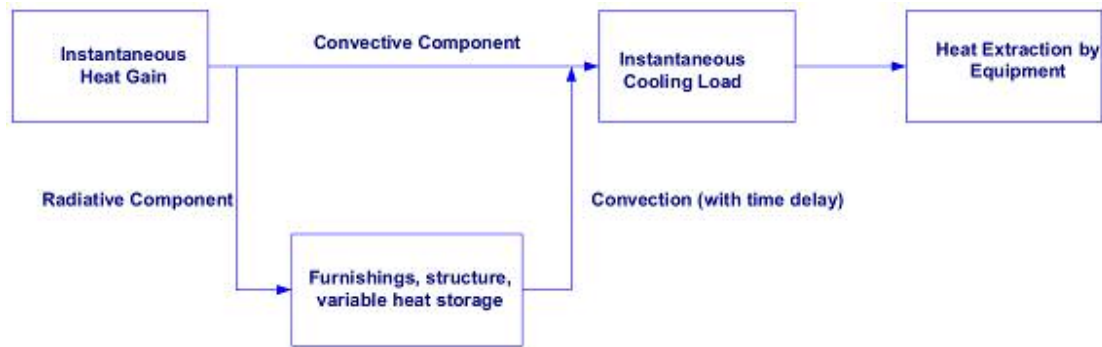 Instantaneous
Heat Gain
Convective Component
Instantaneous
Cooling Load
Heat Extraction by
Equipment
Radiative Component
Convection (with time delay)
Furnishings, structure,
variable heat storage